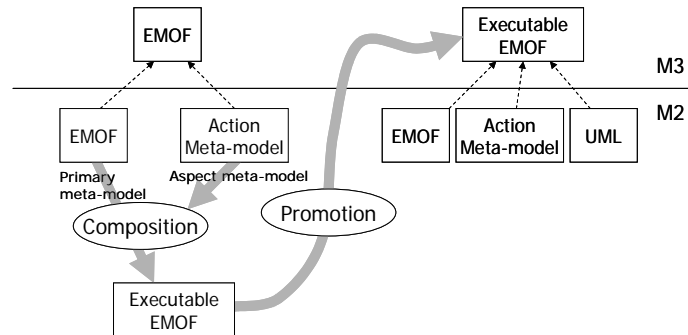 EMOF
Executable
EMOF
M3
M2
EMOF
Action
Meta-model
EMOF
Action
Meta-model
UML
Primary
meta-model
Aspect meta-model
Composition
Promotion
Executable
EMOF